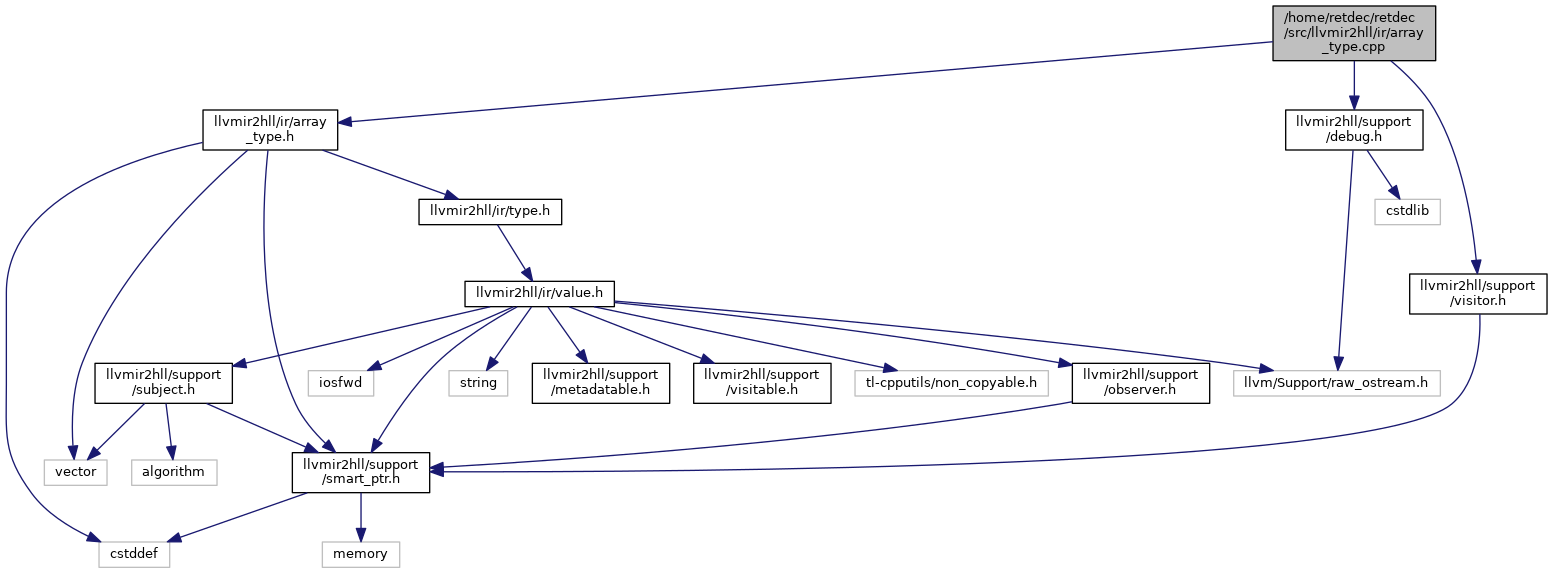 /home/retdec/retdec
/src/llvmir2hll/ir/array
_type.cpp
llvmir2hll/ir/array
_type.h
llvmir2hll/support
/debug.h
llvmir2hll/ir/type.h
cstdlib
llvmir2hll/ir/value.h
llvmir2hll/support
/visitor.h
llvmir2hll/support
/subject.h
iosfwd
string
llvmir2hll/support
/metadatable.h
llvmir2hll/support
/visitable.h
tl-cpputils/non_copyable.h
llvmir2hll/support
/observer.h
llvm/Support/raw_ostream.h
vector
algorithm
llvmir2hll/support
/smart_ptr.h
cstddef
memory